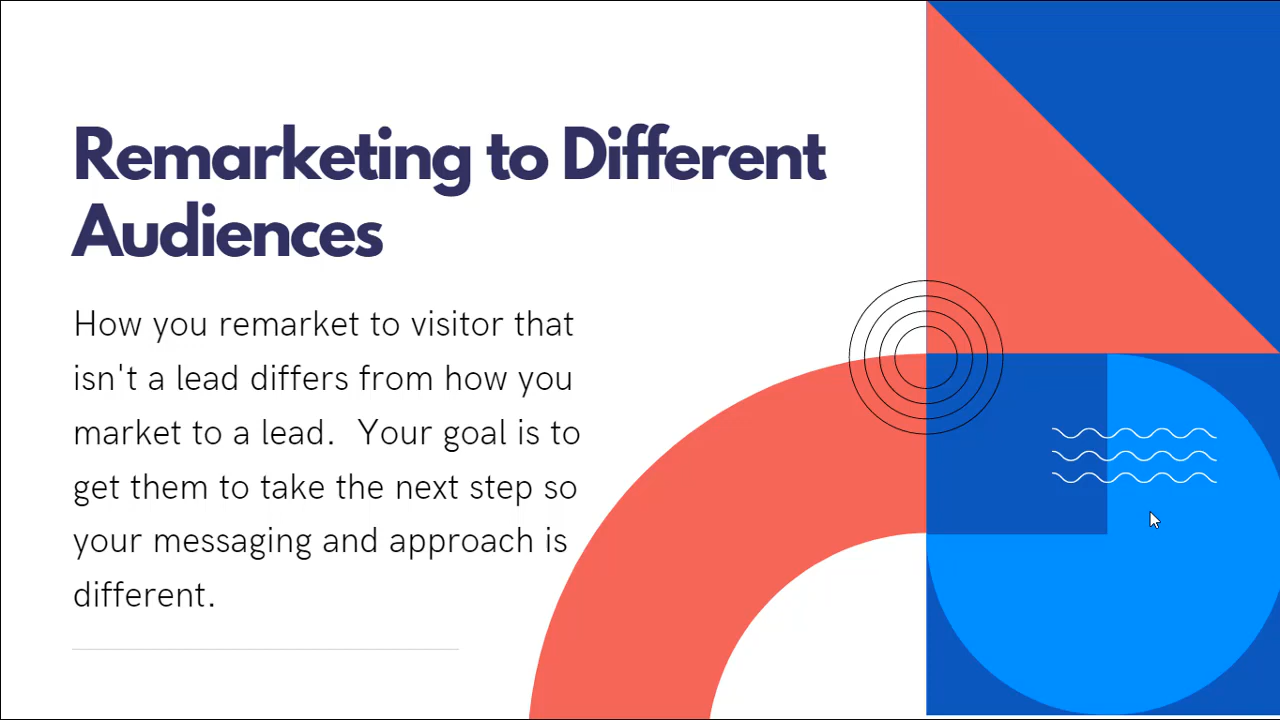 Remarketing to Different
Audiences
How you remarket to visitor that
isn't a lead differs from how you
market to a lead.  Your goal is to
get them to take the next step so
your messaging and approach is
different.